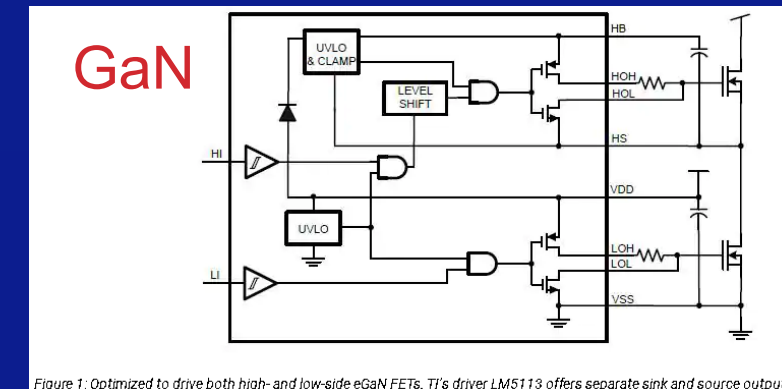 GaN
UVLO
& CLAMP
LEVEL
SHIFT
HB
HOH
HOL
HS
HI
VDD
UVLO
LOH
LOL
LI
VSS
Figure 1: Optimized to drive both high- and low-side eGaN FETs, TI's driver LM5113 offers separate sink and source outpu